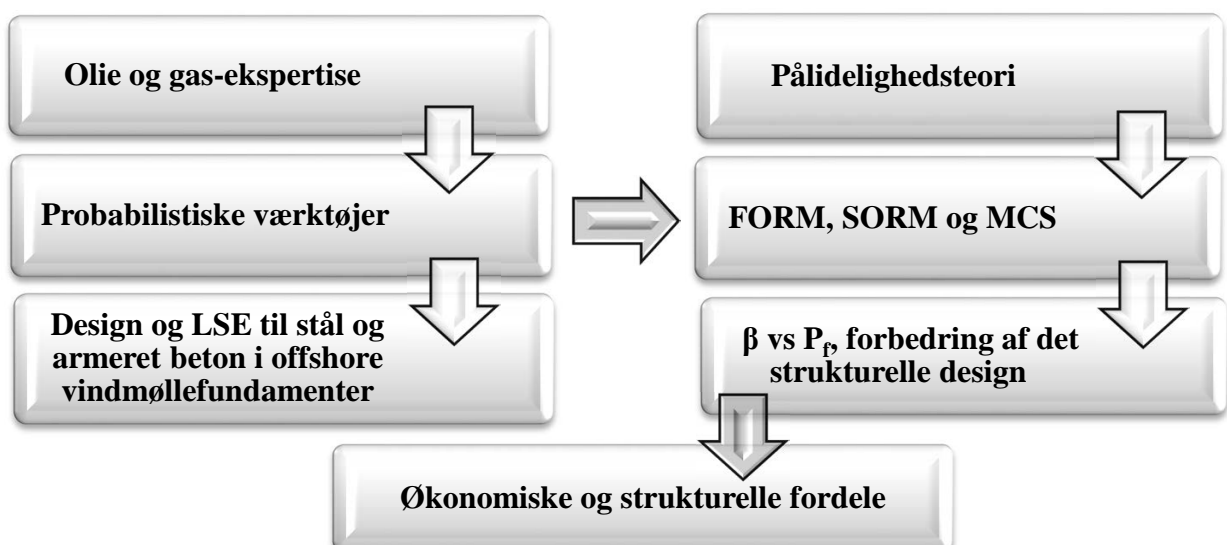 Olie og gas-ekspertise
Probabilistiske værktøjer
Design og LSE til stål og
armeret beton i offshore
vindmøllefundamenter
Pålidelighedsteori
FORM, SORM og MCS
β vs Pf, forbedring af det
strukturelle design
Økonomiske og strukturelle fordele